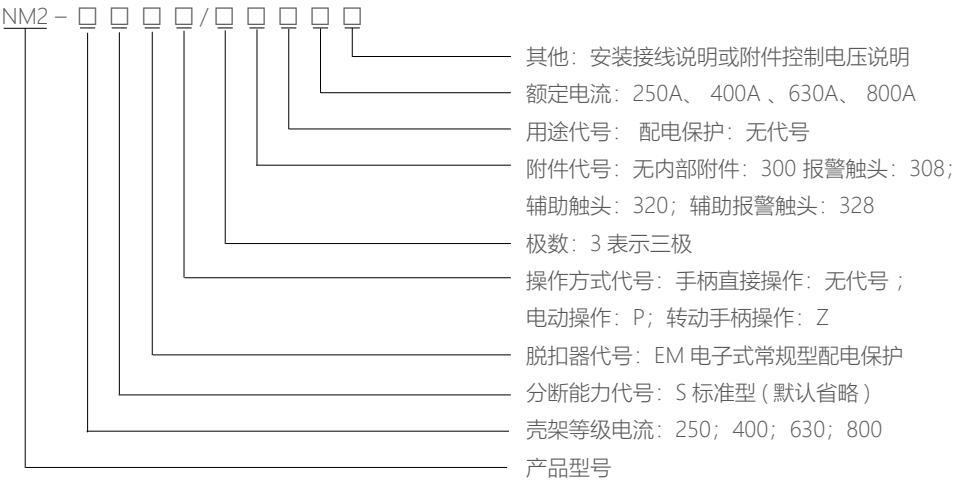 NM2 – □ □ □ □ / □ □ □ □ □
其他：安装接线说明或附件控制电压说明
额定电流：250A、 400A 、630A、 800A
用途代号： 配电保护：无代号
附件代号：无内部附件：300 报警触头：308；
辅助触头：320；辅助报警触头：328
极数：3 表示三极
操作方式代号：手柄直接操作：无代号 ；
电动操作：P；转动手柄操作：Z
脱扣器代号：EM 电子式常规型配电保护
分断能力代号：S 标准型 ( 默认省略 )
壳架等级电流：250；400；630；800
产品型号